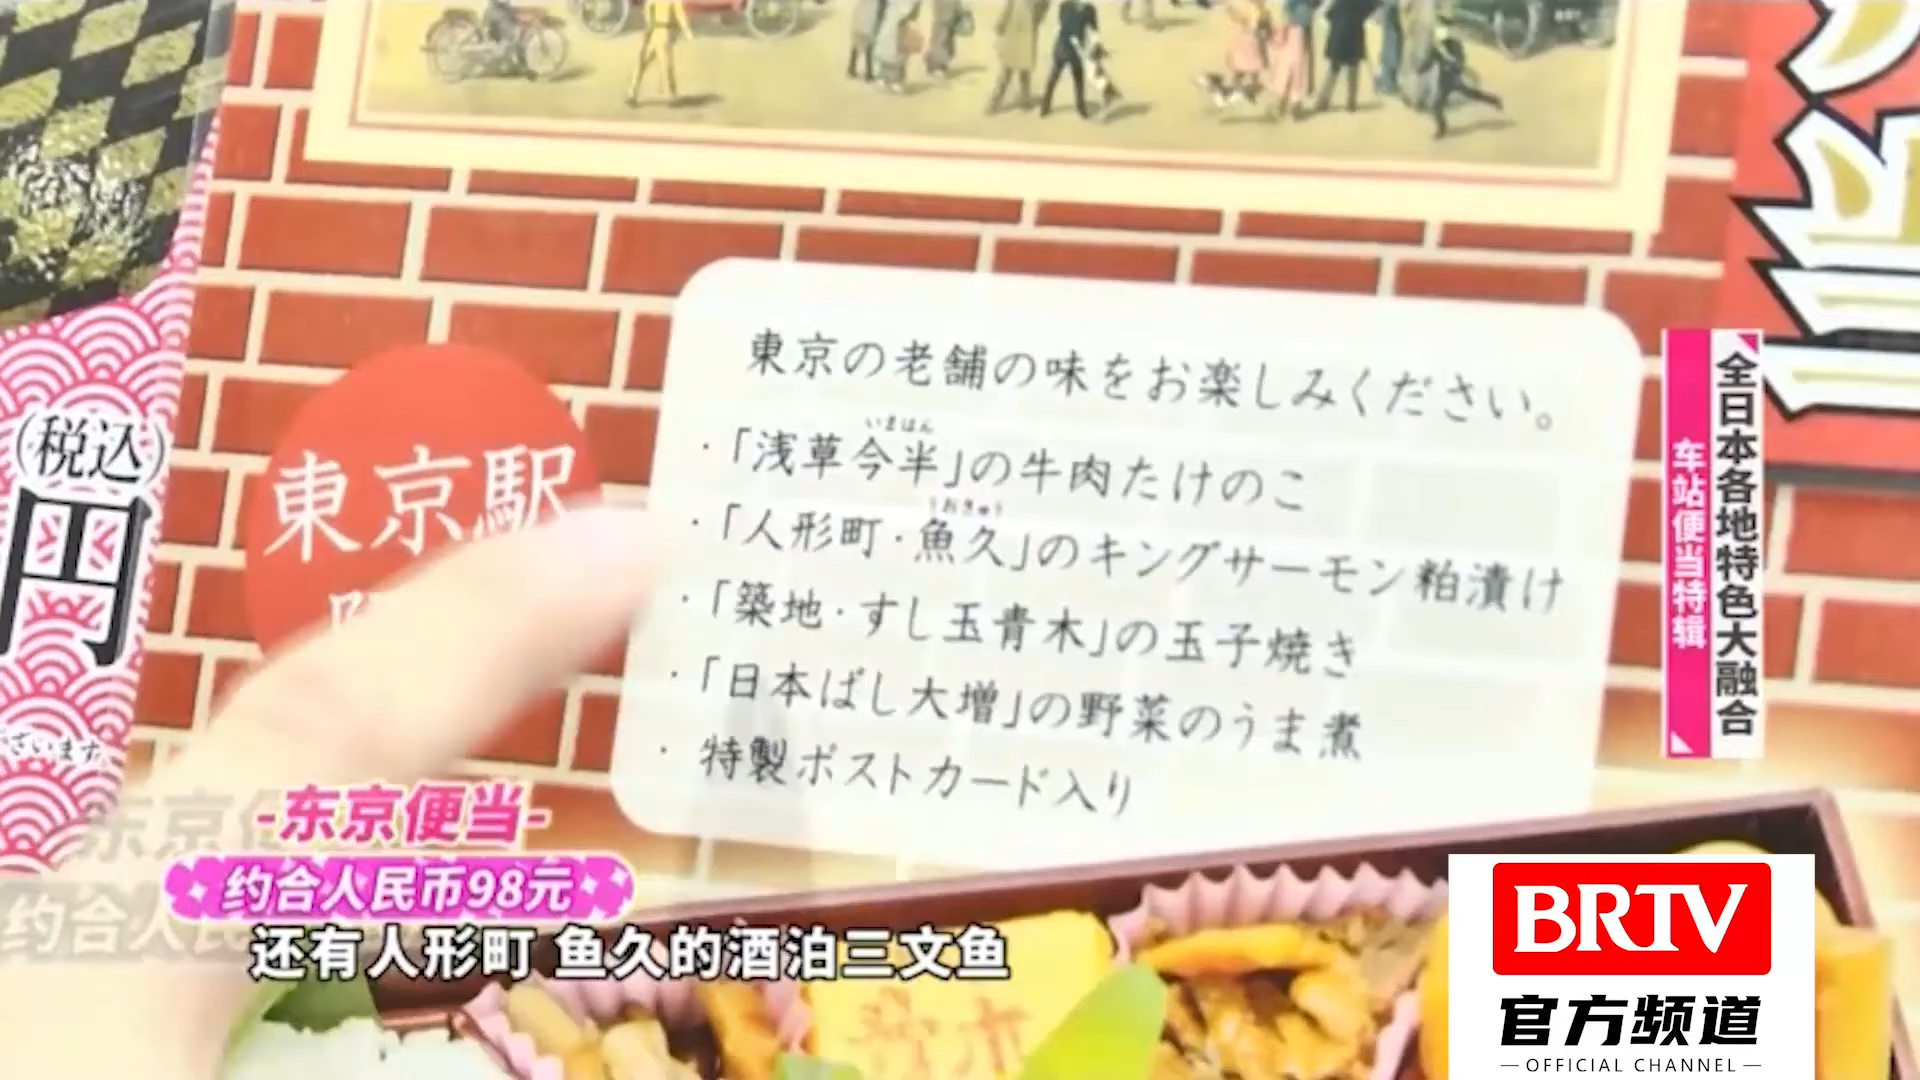 東京の老舗の味をお楽しみください。
・「浅草今半」の牛肉たけのこ
いまはん
・「人形町・魚久」のキングサーモン粕漬け
うおきゅう
・「築地・すし玉青木」の玉子焼き
・「日本ばし大増」の野菜のうま煮
・特製ポストカード入り
(税込)
円
ざいます。
東京駅
全日本各地特色大融合
车站便当特辑
-东京便当-
约合人民币98元
还有人形町 鱼久的酒泊三文鱼
BRTV
官方频道
OFFICIAL CHANNEL